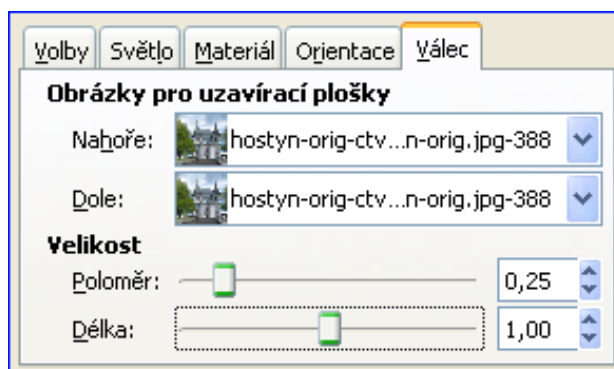 Volby Světlo Materiál Orientace Válec
Obrázky pro uzavírací plošky
Nahoře: hostyn-orig-ctv...n-orig.jpg-388
Dole: hostyn-orig-ctv...n-orig.jpg-388
Velikost
Poloměr: 0,25
Délka: 1,00